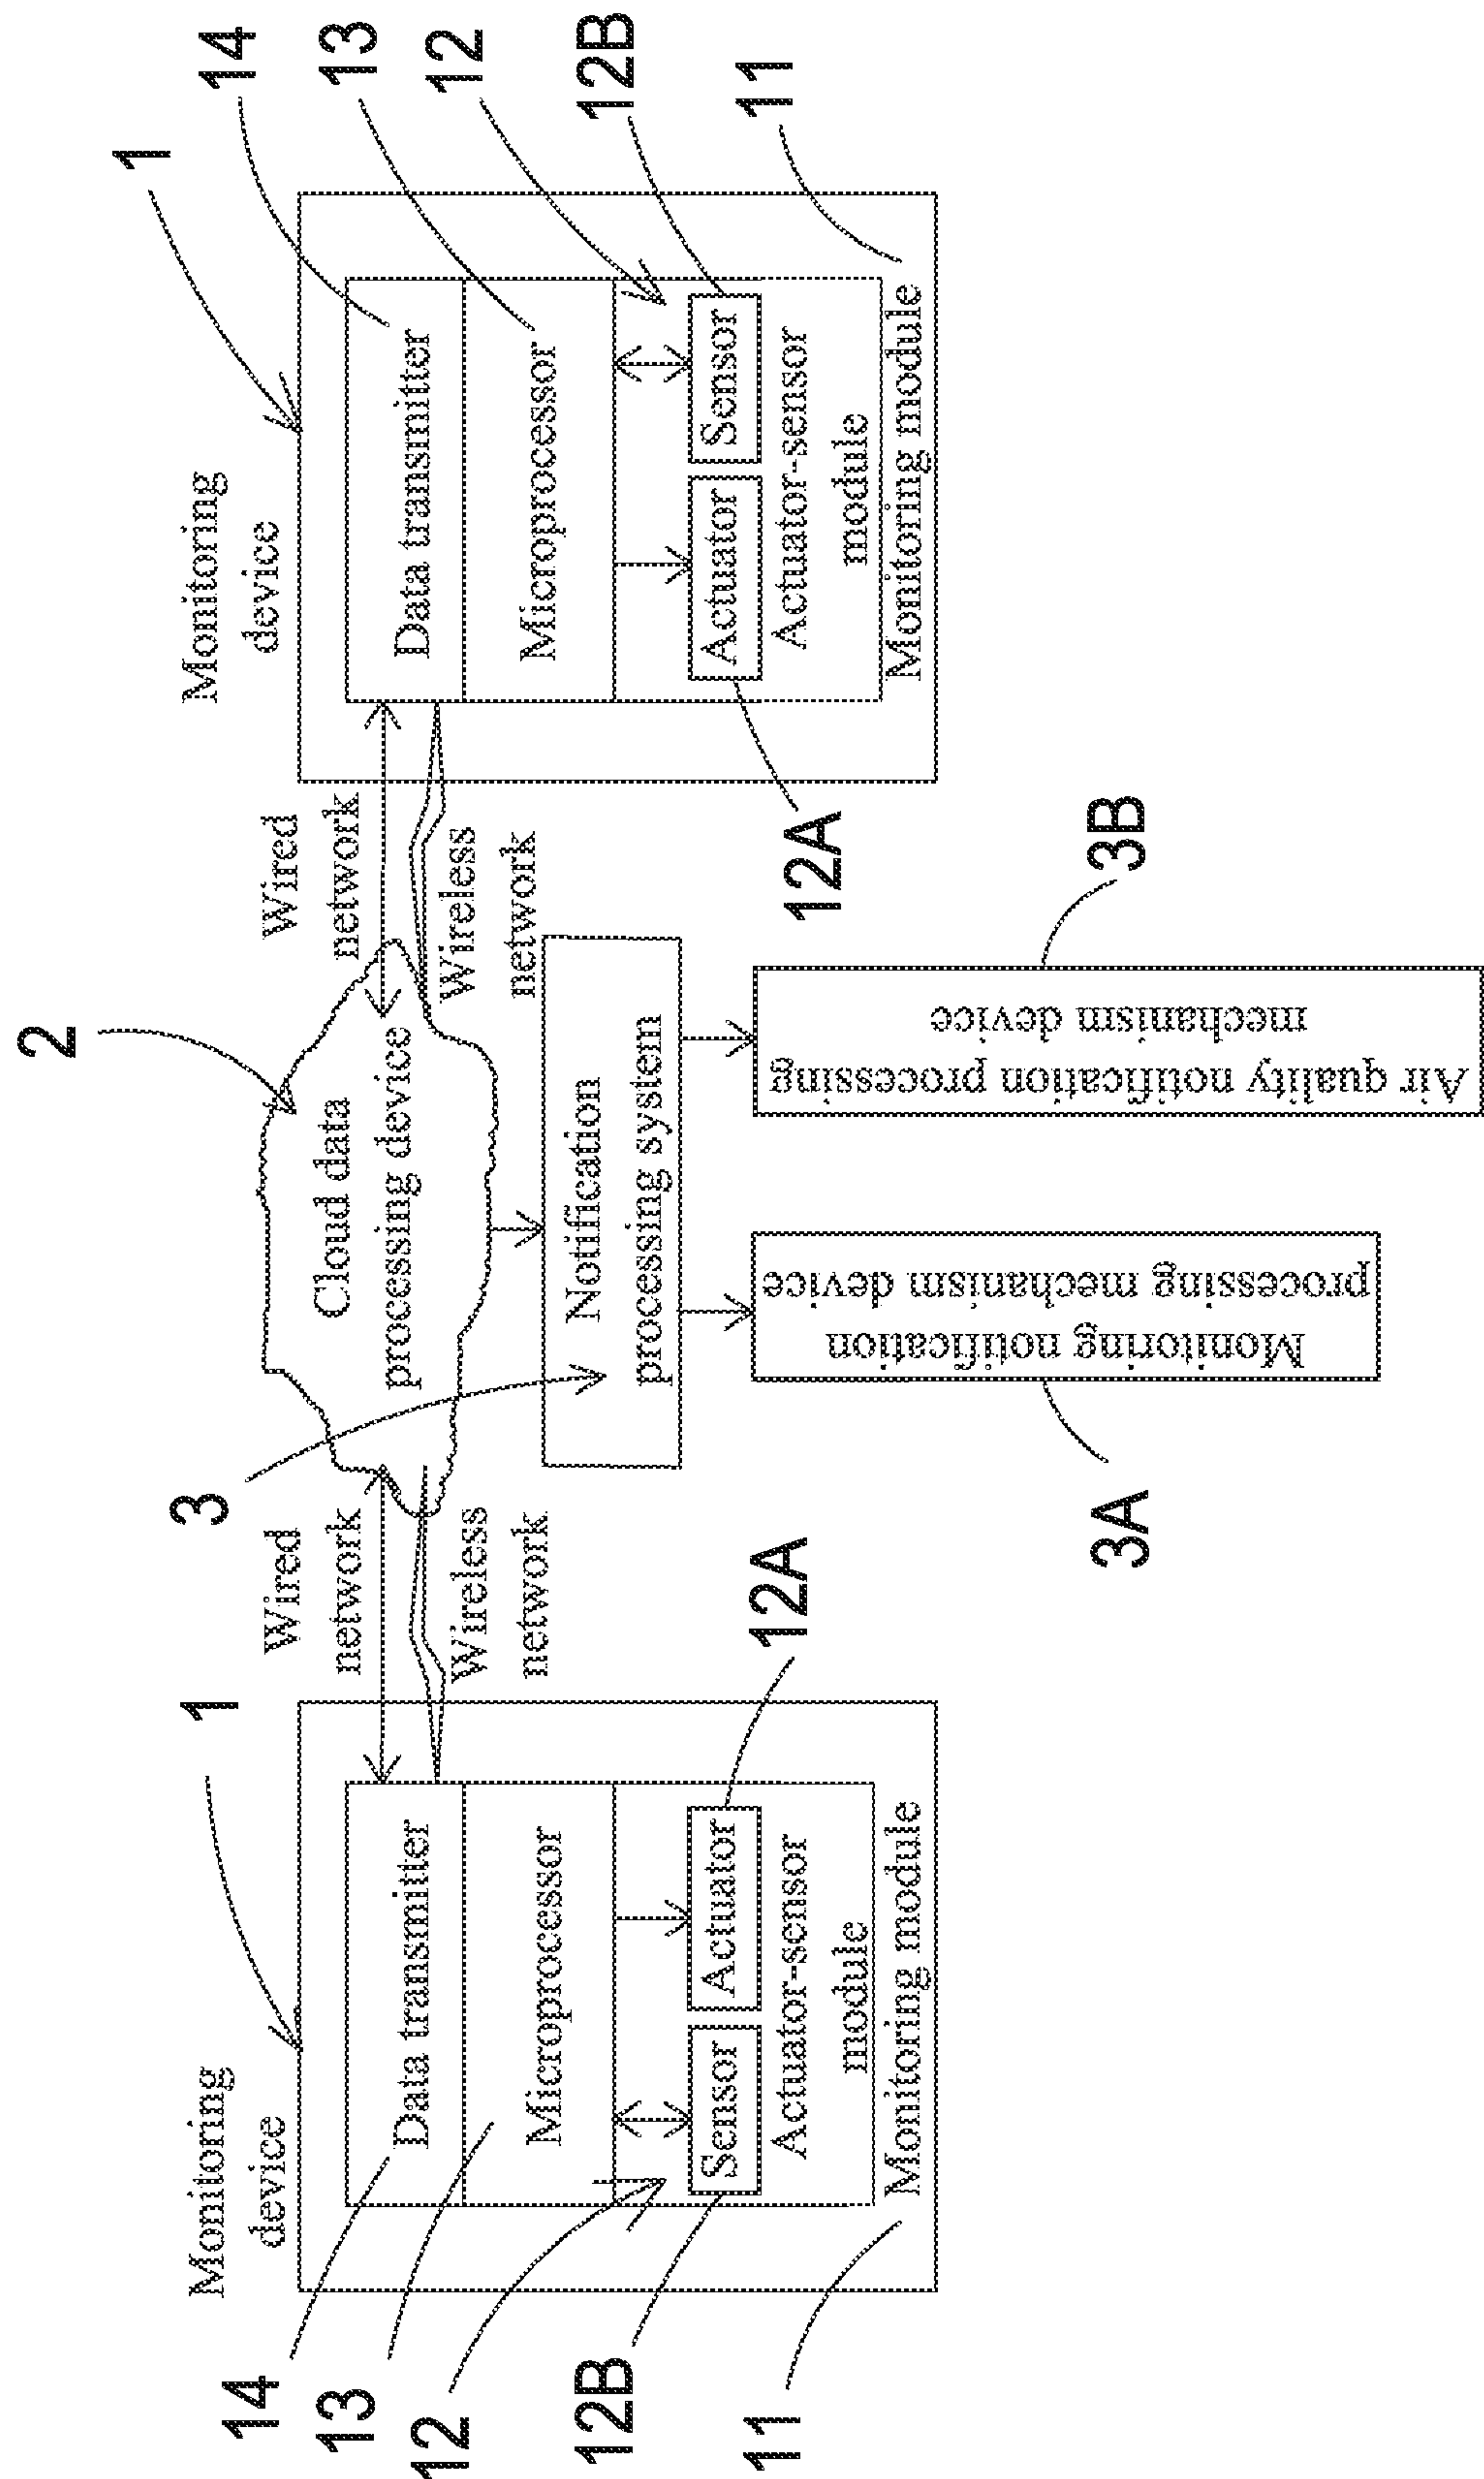 2
1
Monitoring
device
14
13
12
12B
11
Data transmitter
Microprocessor
Sensor
Actuator
Actuator-sensor
module
Monitoring module
12A
Wired
network
Wireless
network
3
Cloud data
processing device
Notification
processing system
Monitoring notification
processing mechanism device
3A
Air quality notification processing
mechanism device
3B
Wired
network
Wireless
network
1
Monitoring
device
14
13
12
12B
11
Data transmitter
Microprocessor
Actuator
Sensor
Actuator-sensor
module
Monitoring module
12A